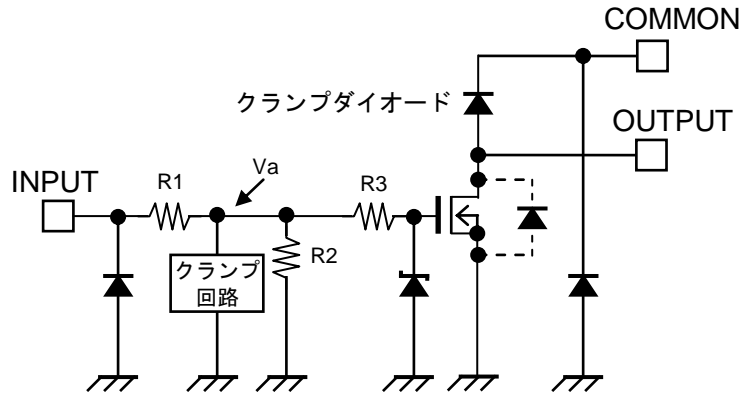 COMMON
クランプダイオード
OUTPUT
INPUT
R1
Va
R3
R2
クランプ
回路